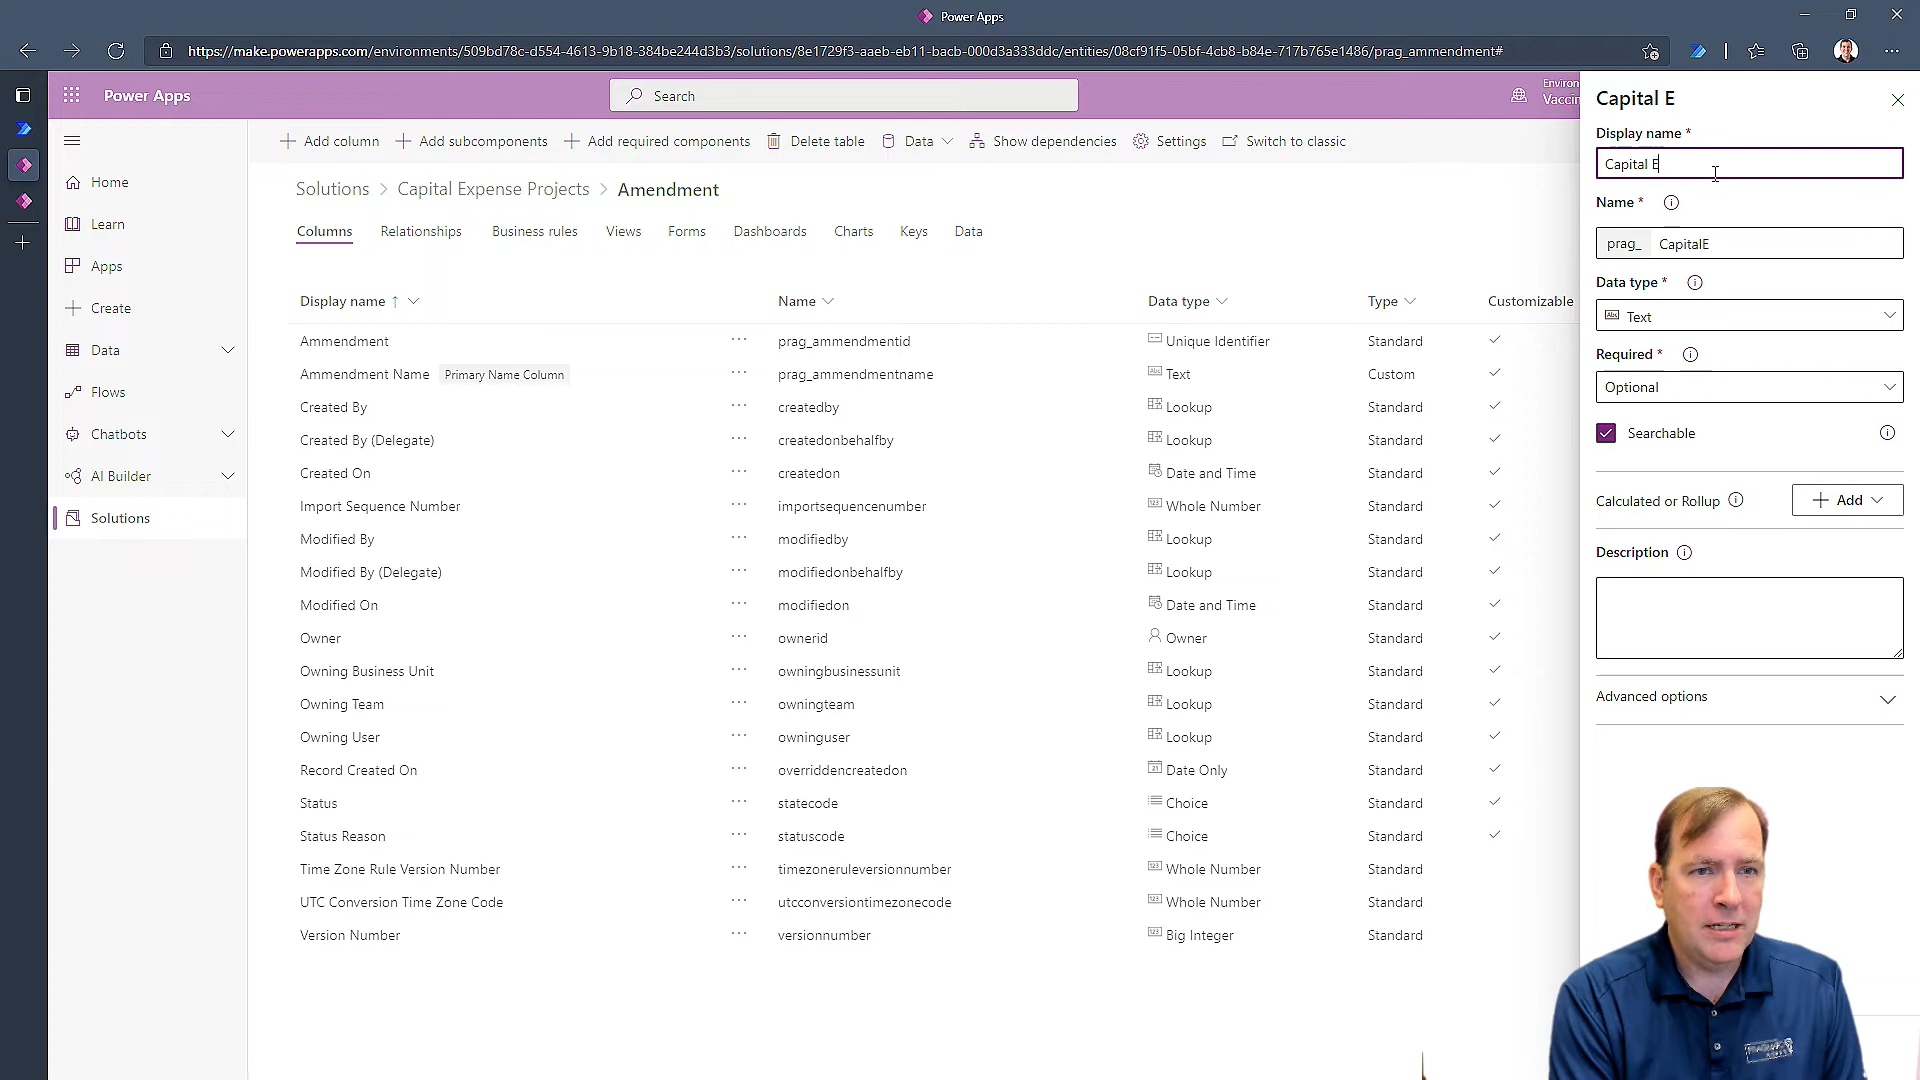 Power Apps
https://make.powerapps.com/environments/509bd78c-d554-4613-9b18-384be244d3b3/solutions/8e1729f3-aaeb-eb11-bacb-000d3a333ddc/entities/08cf91f5-05bf-4cb8-b84e-717b765e1486/prag_ammendment#
Power Apps
Search
Environ
Vaccin
Home
Learn
Apps
Create
Data
Flows
Chatbots
AI Builder
Solutions
Add column Add subcomponents Add required components Delete table Data Show dependencies Settings Switch to classic
Solutions > Capital Expense Projects > Amendment
Columns Relationships Business rules Views Forms Dashboards Charts Keys Data
Display name ↑ Name Data type Type Customizable
Ammendment ··· prag_ammendmentid Unique Identifier Standard
Ammendment Name Primary Name Column ··· prag_ammendmentname Abc Text Custom
Created By ··· createdby Lookup Standard
Created By (Delegate) ··· createdonbehalfby Lookup Standard
Created On ··· createdon Date and Time Standard
Import Sequence Number ··· importsequencenumber 123 Whole Number Standard
Modified By ··· modifiedby Lookup Standard
Modified By (Delegate) ··· modifiedonbehalfby Lookup Standard
Modified On ··· modifiedon Date and Time Standard
Owner ··· ownerid Owner Standard
Owning Business Unit ··· owningbusinessunit Lookup Standard
Owning Team ··· owningteam Lookup Standard
Owning User ··· owninguser Lookup Standard
Record Created On ··· overriddencreatedon Date Only Standard
Status ··· statecode Choice Standard
Status Reason ··· statuscode Choice Standard
Time Zone Rule Version Number ··· timezoneruleversionnumber 123 Whole Number Standard
UTC Conversion Time Zone Code ··· utcconversiontimezonecode 123 Whole Number Standard
Version Number ··· versionnumber 123 Big Integer Standard
Capital E
Display name *
Capital E
Name *
prag_ CapitalE
Data type *
Abc Text
Required *
Optional
Searchable
Calculated or Rollup
Add
Description
Advanced options